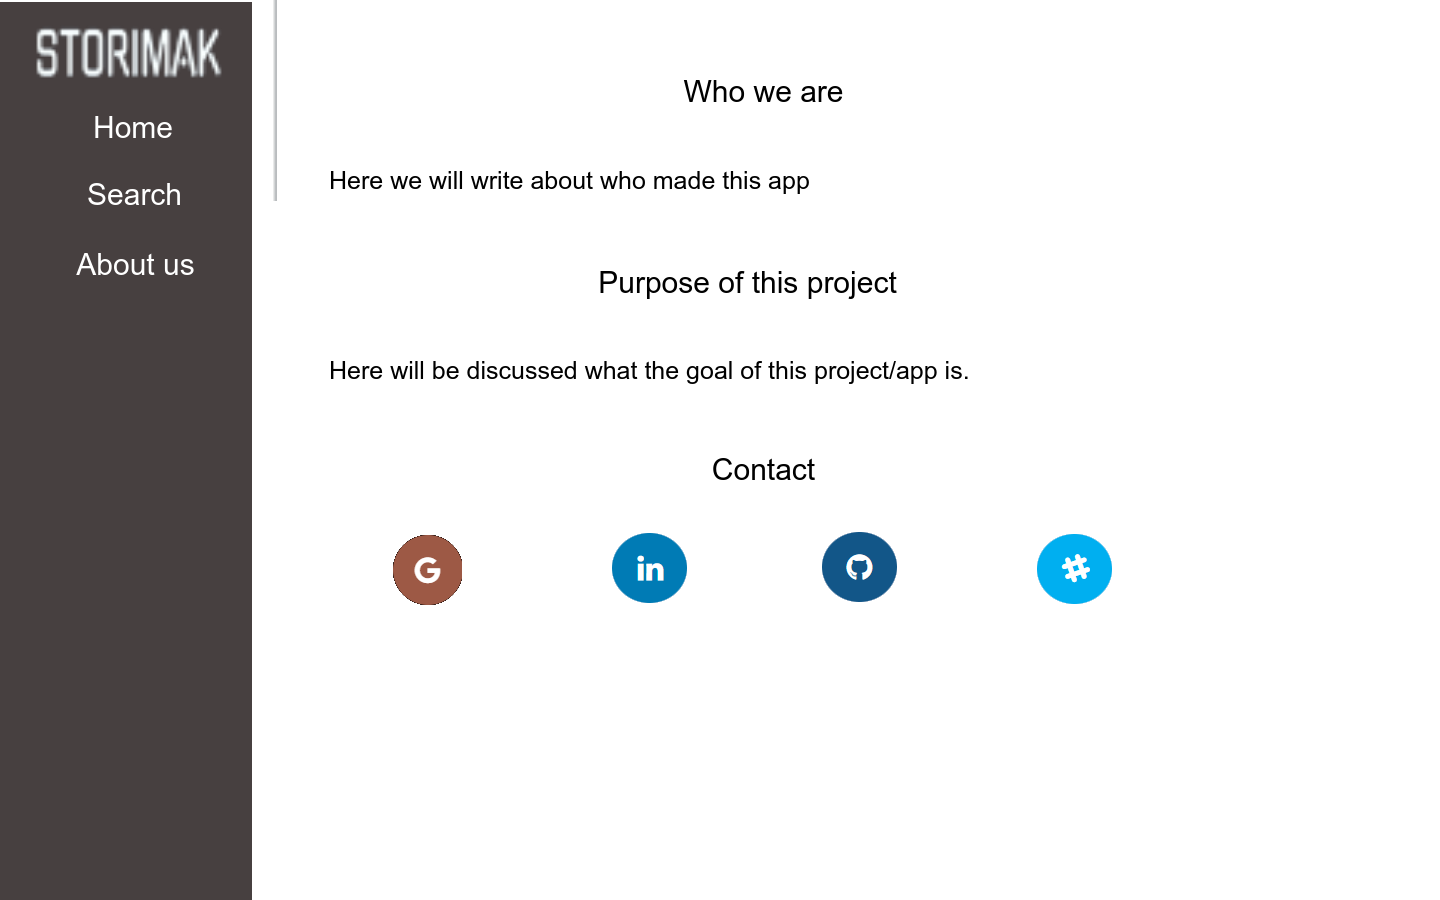 STORIMAK
Home
Search
About us
Who we are
Here we will write about who made this app
Purpose of this project
Here will be discussed what the goal of this project/app is.
Contact
G
in
#